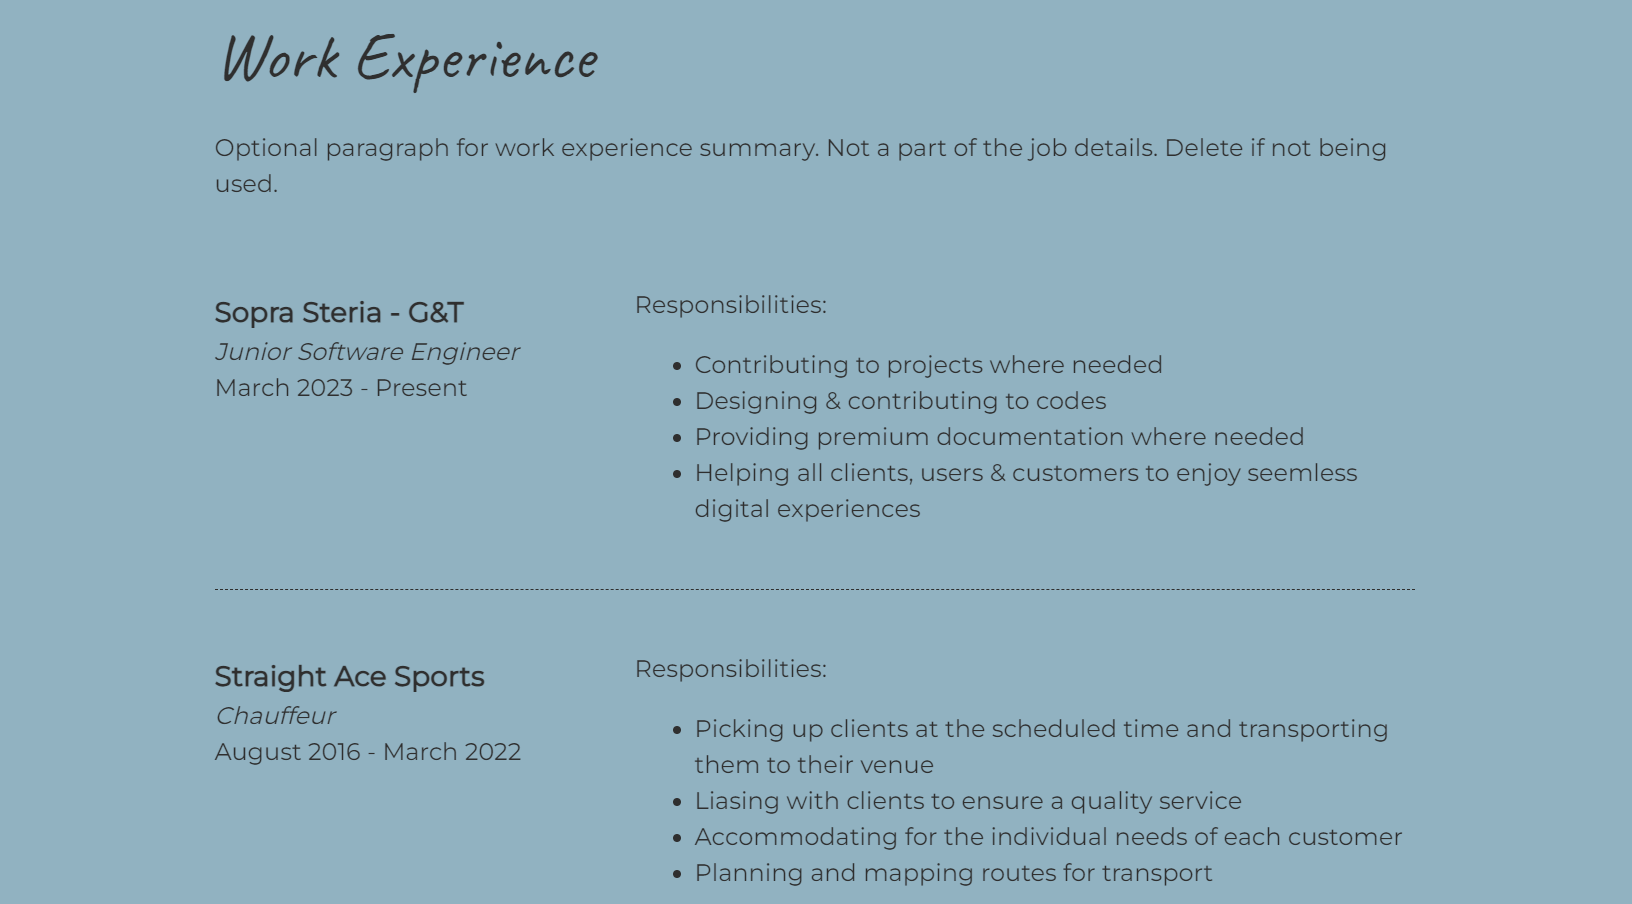 Work Experience
Optional paragraph for work experience summary. Not a part of the job details. Delete if not being
used.
Sopra Steria - G&T
Junior Software Engineer
March 2023 - Present
Responsibilities:
• Contributing to projects where needed
• Designing & contributing to codes
• Providing premium documentation where needed
• Helping all clients, users & customers to enjoy seemless
digital experiences
Straight Ace Sports
Chauffeur
August 2016 - March 2022
Responsibilities:
• Picking up clients at the scheduled time and transporting
them to their venue
• Liasing with clients to ensure a quality service
• Accommodating for the individual needs of each customer
• Planning and mapping routes for transport